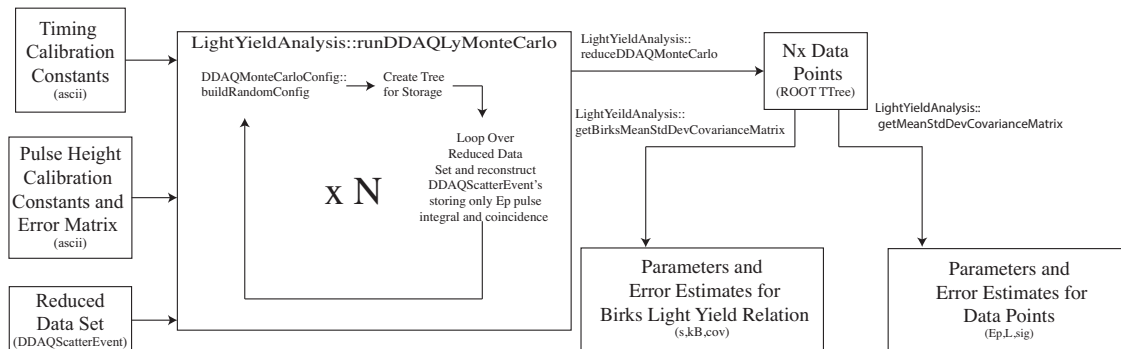 Timing
Calibration
Constants
(ascii)
Pulse Height
Calibration
Constants and
Error Matrix
(ascii)
Reduced
Data Set
(DDAQScatterEvent)
LightYieldAnalysis::runDDAQLyMonteCarlo
DDAQMonteCarloConfig::
buildRandomConfig
Create Tree
for Storage
Loop Over
Reduced Data
Set and reconstruct
DDAQScatterEvent's
storing only Ep pulse
integral and coincidence
x N
LightYieldAnalysis::
reduceDDAQMonteCarlo
Nx Data
Points
(ROOT TTree)
LightYeildAnalysis::
getBirksMeanStdDevCovarianceMatrix
LightYieldAnalysis::
getMeanStdDevCovarianceMatrix
Parameters and
Error Estimates for
Birks Light Yield Relation
(s,kB,cov)
Parameters and
Error Estimates for
Data Points
(Ep,L,sig)